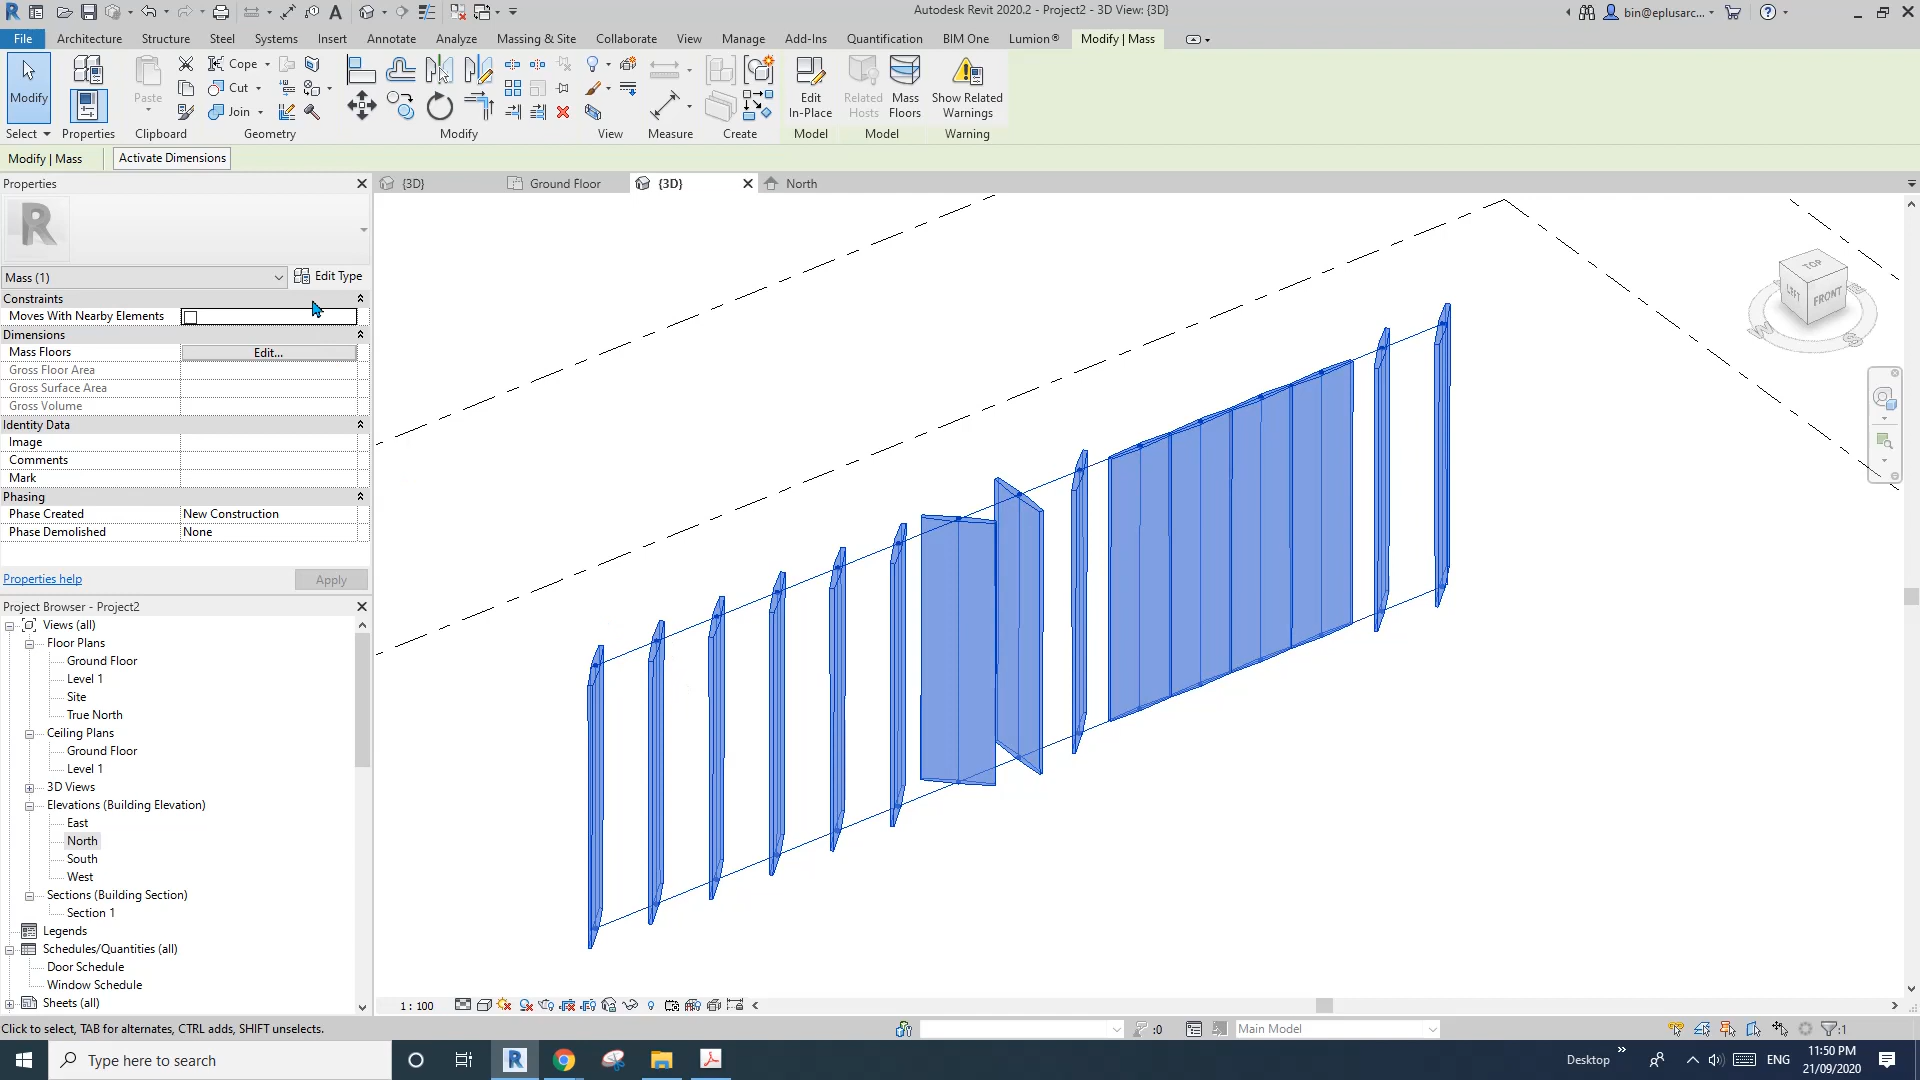 Autodesk Revit 2020.2 - Project2 - 3D View: {3D}
bin@eplusarc...
File Architecture Structure Steel Systems Insert Annotate Analyze Massing & Site Collaborate View Manage Add-Ins Quantification BIM One Lumion® Modify | Mass
Modify
Paste
Cope
Cut
Join
Edit
In-Place
Related
Hosts
Mass
Floors
Show Related
Warnings
Select Properties Clipboard Geometry Modify View Measure Create Model Model Warning
Modify | Mass Activate Dimensions
Properties
{3D} Ground Floor {3D} North
Mass (1) Edit Type
Constraints
Moves With Nearby Elements
Dimensions
Mass Floors Edit...
Gross Floor Area
Gross Surface Area
Gross Volume
Identity Data
Image
Comments
Mark
Phasing
Phase Created New Construction
Phase Demolished None
Properties help Apply
Project Browser - Project2
Views (all)
Floor Plans
Ground Floor
Level 1
Site
True North
Ceiling Plans
Ground Floor
Level 1
3D Views
Elevations (Building Elevation)
East
North
South
West
Sections (Building Section)
Section 1
Legends
Schedules/Quantities (all)
Door Schedule
Window Schedule
Sheets (all)
TOP
LEFT
FRONT
W
S
1 : 100
Click to select, TAB for alternates, CTRL adds, SHIFT unselects.
:0
Main Model
:1
Type here to search
Desktop
ENG
11:50 PM
21/09/2020